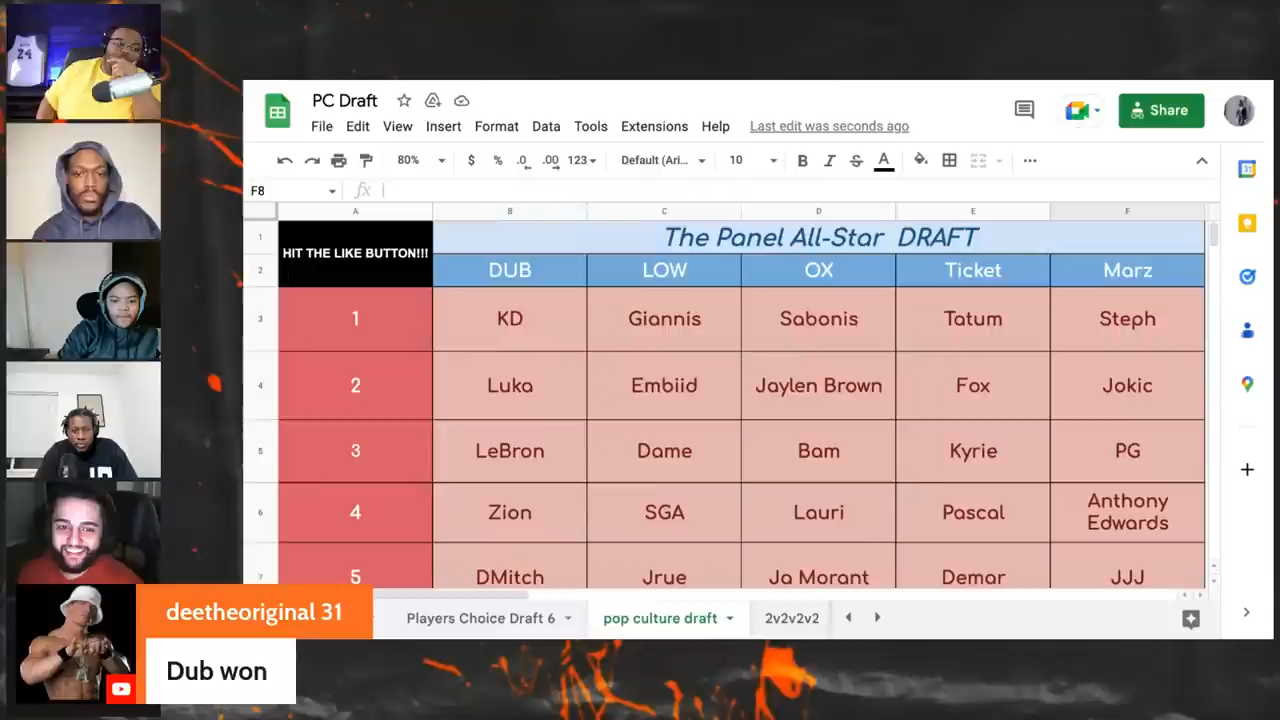 24
PC Draft
File Edit View Insert Format Data Tools Extensions Help Last edit was seconds ago
Share
80% $ % .0 .00 123 Default (Ari... 10 B I S A ...
31
F8 fx
A B C D E F
1 HIT THE LIKE BUTTON!!! The Panel All-Star DRAFT
2 DUB LOW OX Ticket Marz
3 1 KD Giannis Sabonis Tatum Steph
4 2 Luka Embiid Jaylen Brown Fox Jokic
5 3 LeBron Dame Bam Kyrie PG
6 4 Zion SGA Lauri Pascal Anthony
Edwards
7 5 DMitch Jrue Ja Morant Demar JJJ
Players Choice Draft 6 pop culture draft 2v2v2v2
deetheoriginal 31
Dub won